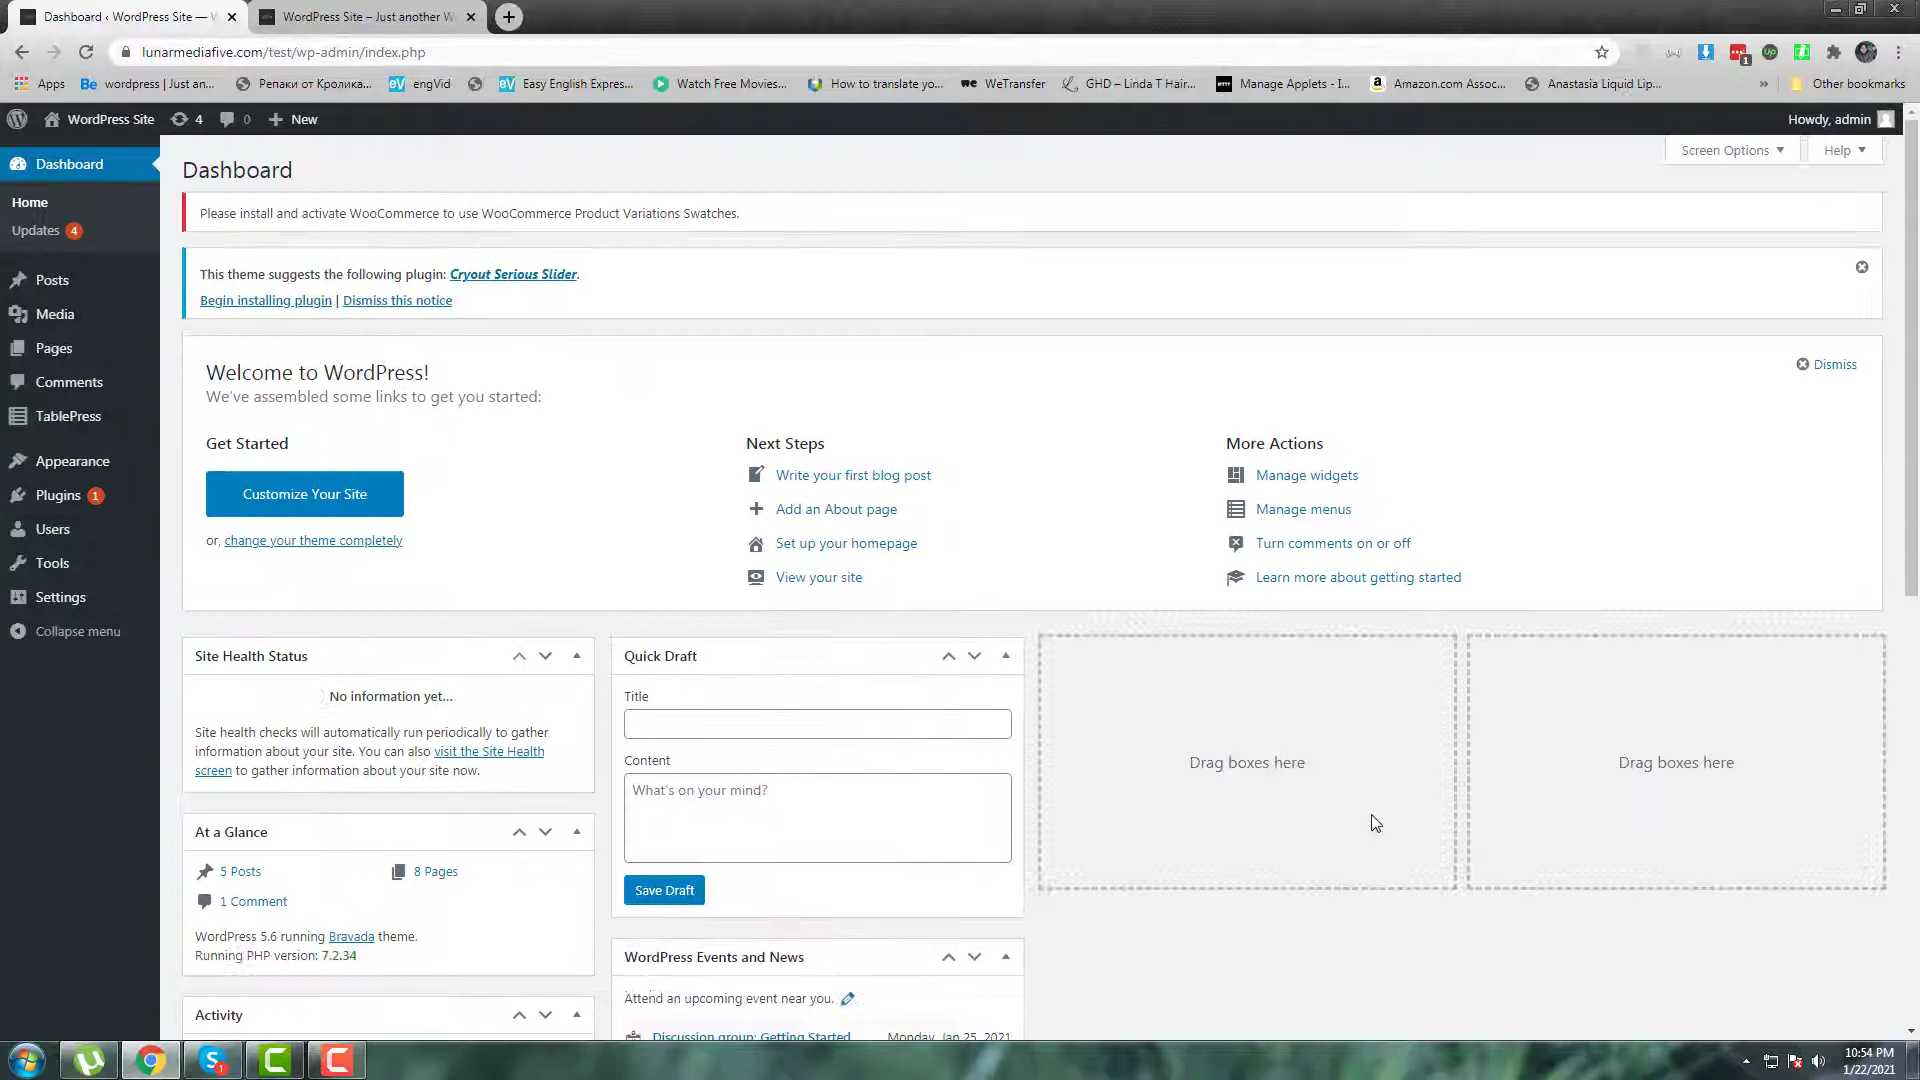 Dashboard ‹ WordPress Site —
WordPress Site – Just another W
lunarmediafive.com/test/wp-admin/index.php
1
Apps
wordpress | Just an...
Репаки от Кролика...
engVid
Easy English Expres...
Watch Free Movies...
How to translate yo...
WeTransfer
GHD – Linda T Hair...
Manage Applets - I...
Amazon.com Assoc...
Anastasia Liquid Lip...
»
Other bookmarks
WordPress Site
4
0
New
Howdy, admin
Dashboard
Home
Updates 4
Posts
Media
Pages
Comments
TablePress
Appearance
Plugins 1
Users
Tools
Settings
Collapse menu
Dashboard
Screen Options
Help
Please install and activate WooCommerce to use WooCommerce Product Variations Swatches.
This theme suggests the following plugin: Cryout Serious Slider.
Begin installing plugin | Dismiss this notice
Welcome to WordPress!
We've assembled some links to get you started:
Dismiss
Get Started
Customize Your Site
or, change your theme completely
Next Steps
Write your first blog post
Add an About page
Set up your homepage
View your site
More Actions
Manage widgets
Manage menus
Turn comments on or off
Learn more about getting started
Site Health Status
No information yet...
Site health checks will automatically run periodically to gather
information about your site. You can also visit the Site Health
screen to gather information about your site now.
At a Glance
5 Posts
8 Pages
1 Comment
WordPress 5.6 running Bravada theme.
Running PHP version: 7.2.34
Activity
Quick Draft
Title
Content
What's on your mind?
Save Draft
WordPress Events and News
Attend an upcoming event near you.
Discussion group: Getting Started
Monday, Jan 25, 2021
Drag boxes here
Drag boxes here
10:54 PM
1/22/2021